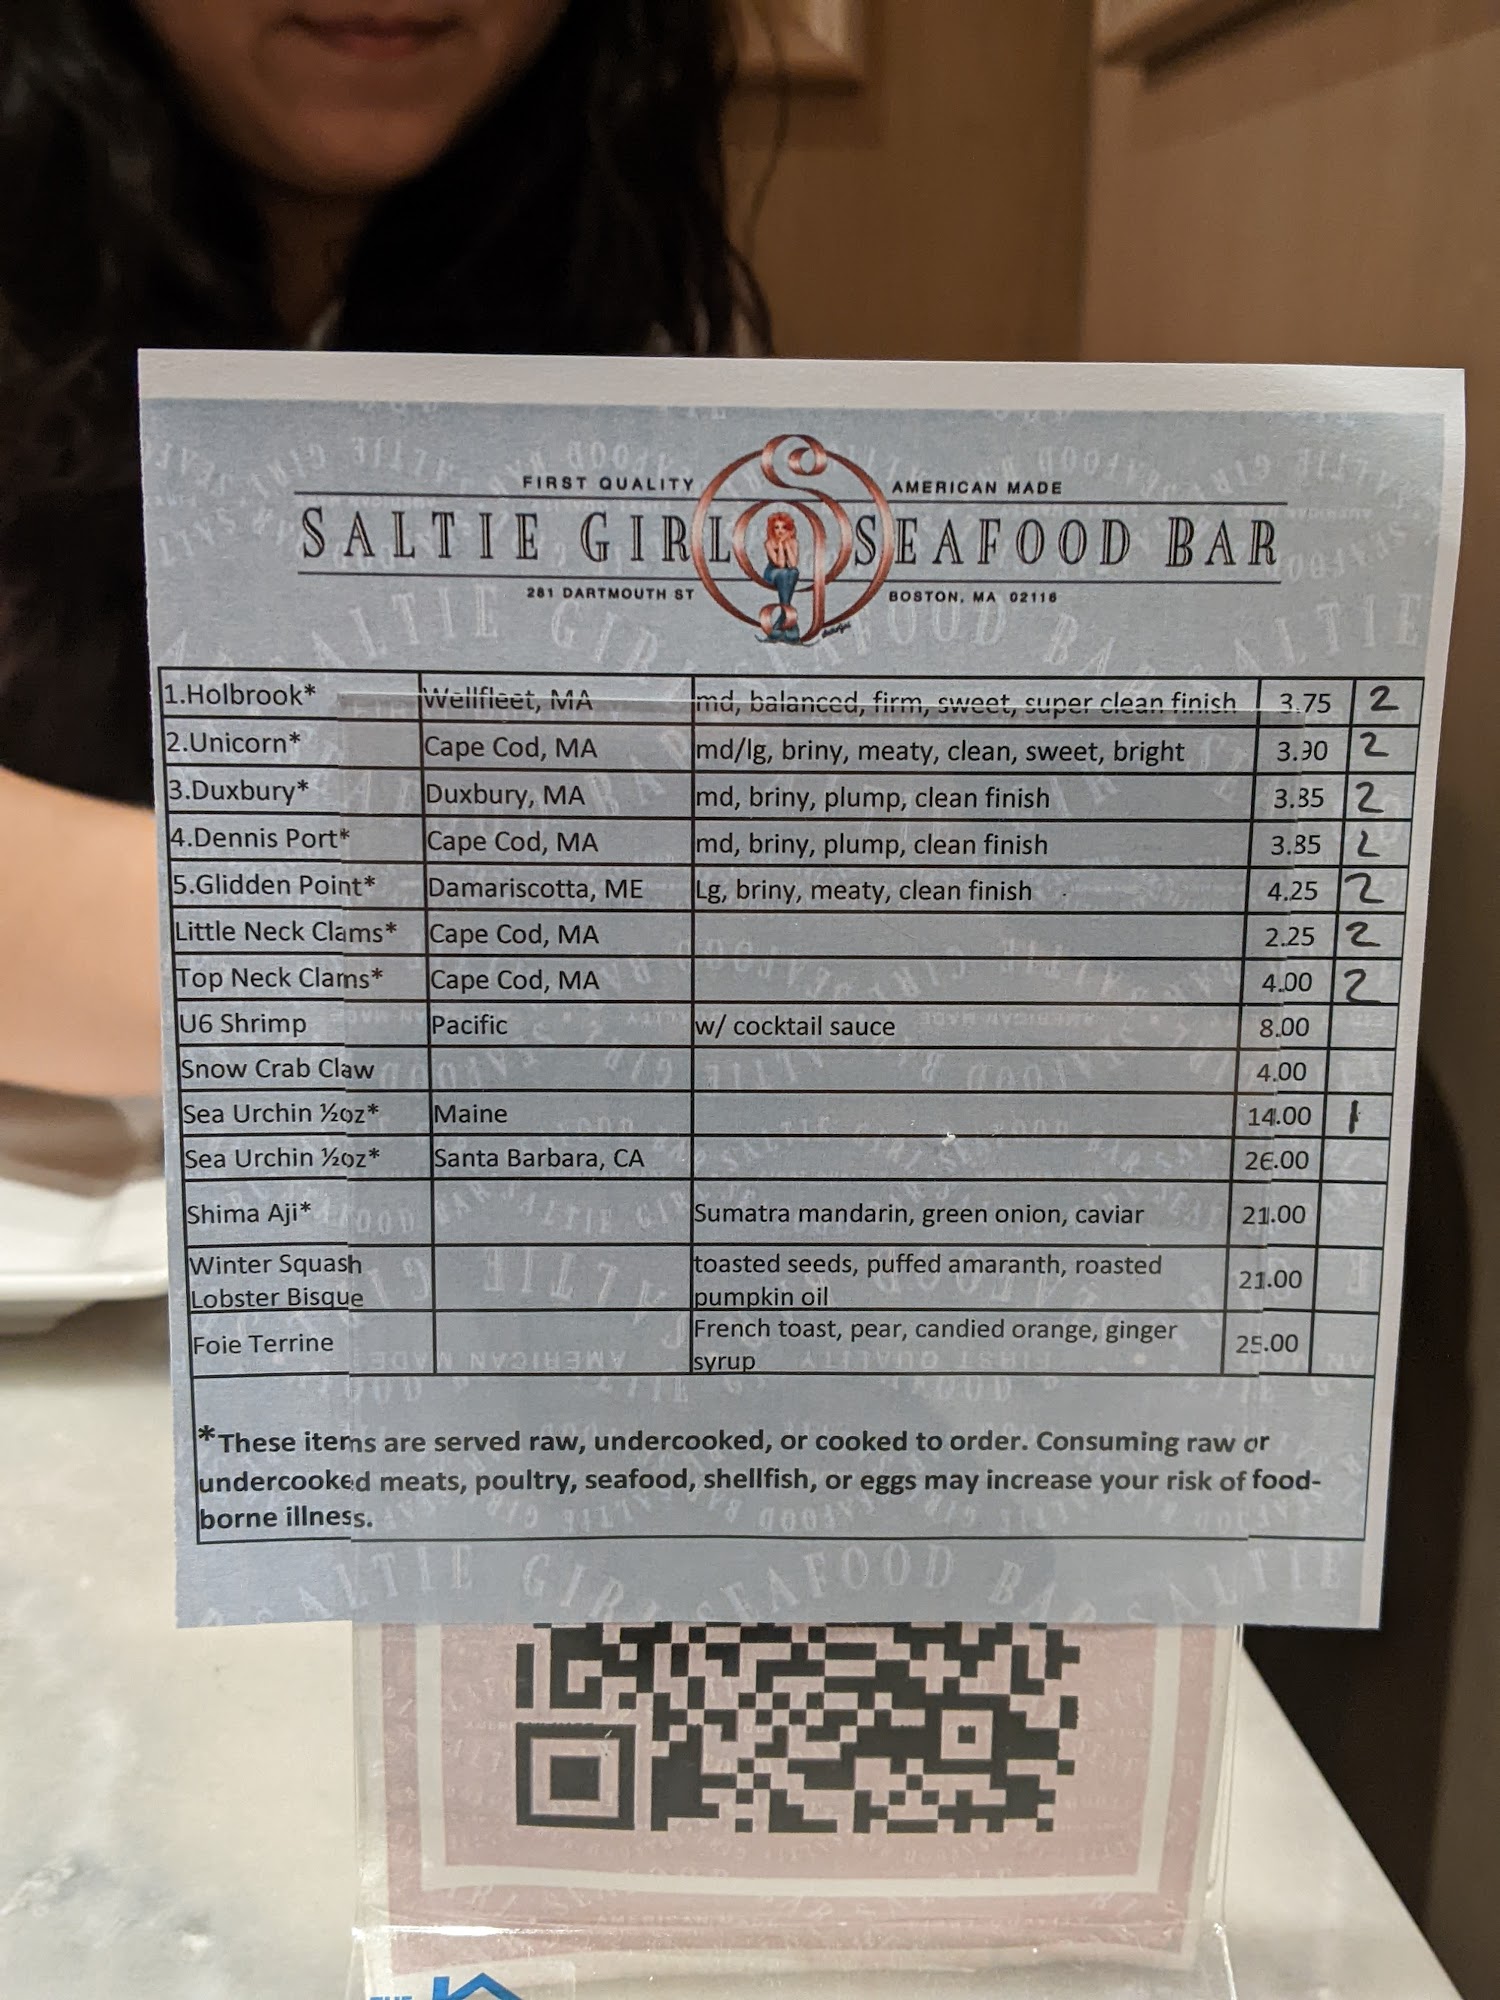 FIRST QUALITY AMERICAN MADE
SALTIE GIRL SEAFOOD BAR
281 DARTMOUTH ST BOSTON, MA 02116
1.Holbrook* Wellfleet, MA md, balanced, firm, sweet, super clean finish 3.75 2
2.Unicorn* Cape Cod, MA md/lg, briny, meaty, clean, sweet, bright 3.90 2
3.Duxbury* Duxbury, MA md, briny, plump, clean finish 3.85 2
4.Dennis Port* Cape Cod, MA md, briny, plump, clean finish 3.85 2
5.Glidden Point* Damariscotta, ME Lg, briny, meaty, clean finish 4.25 2
Little Neck Clams* Cape Cod, MA 2.25 2
Top Neck Clams* Cape Cod, MA 4.00 2
U6 Shrimp Pacific w/ cocktail sauce 8.00
Snow Crab Claw 4.00
Sea Urchin ½oz* Maine 14.00 1
Sea Urchin ½oz* Santa Barbara, CA 26.00
Shima Aji* Sumatra mandarin, green onion, caviar 21.00
Winter Squash toasted seeds, puffed amaranth, roasted
Lobster Bisque pumpkin oil 21.00
Foie Terrine French toast, pear, candied orange, ginger
syrup 25.00
*These items are served raw, undercooked, or cooked to order. Consuming raw or
undercooked meats, poultry, seafood, shellfish, or eggs may increase your risk of food-
borne illness.
SALTIE GIRL SEAFOOD BAR SALTIE
THE